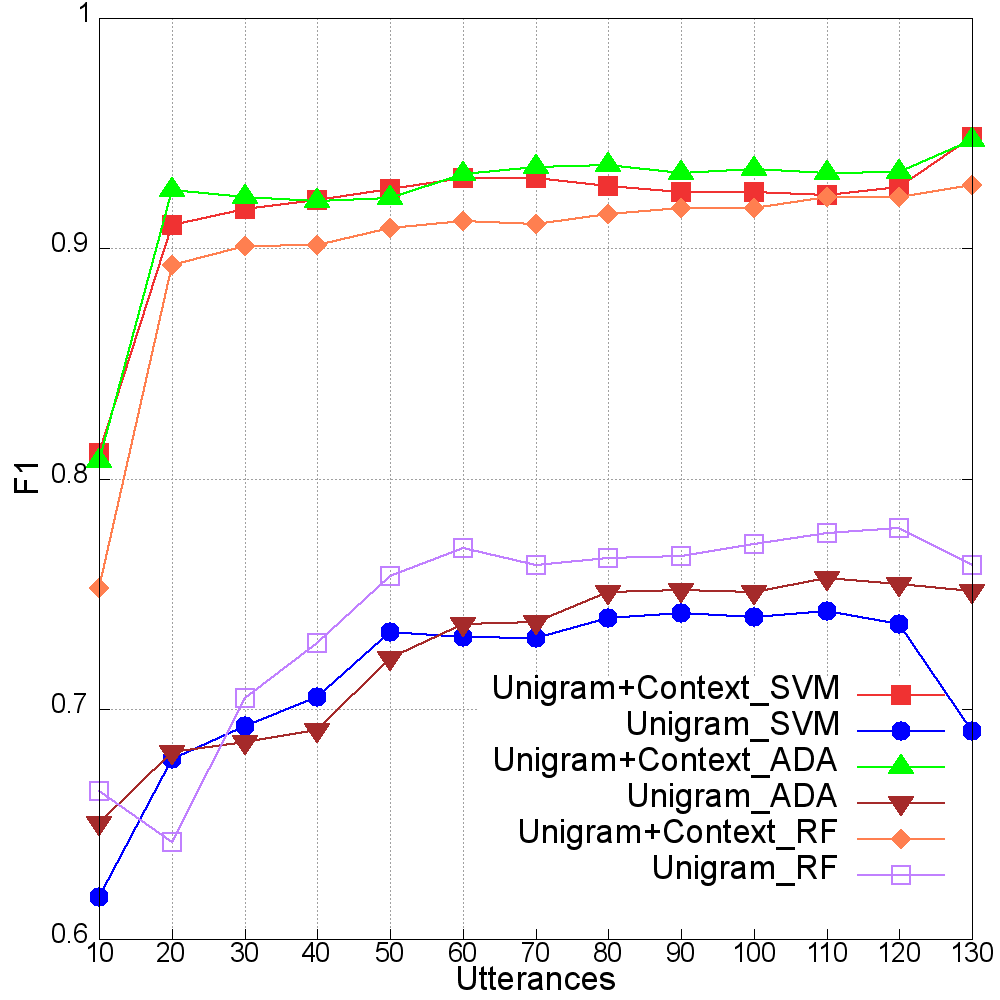 1
0.9
0.8
0.7
0.6
F1
Unigram+Context_SVM
Unigram_SVM
Unigram+Context_ADA
Unigram_ADA
Unigram+Context_RF
Unigram_RF
10 20 30 40 50 60 70 80 90 100 110 120 130
Utterances